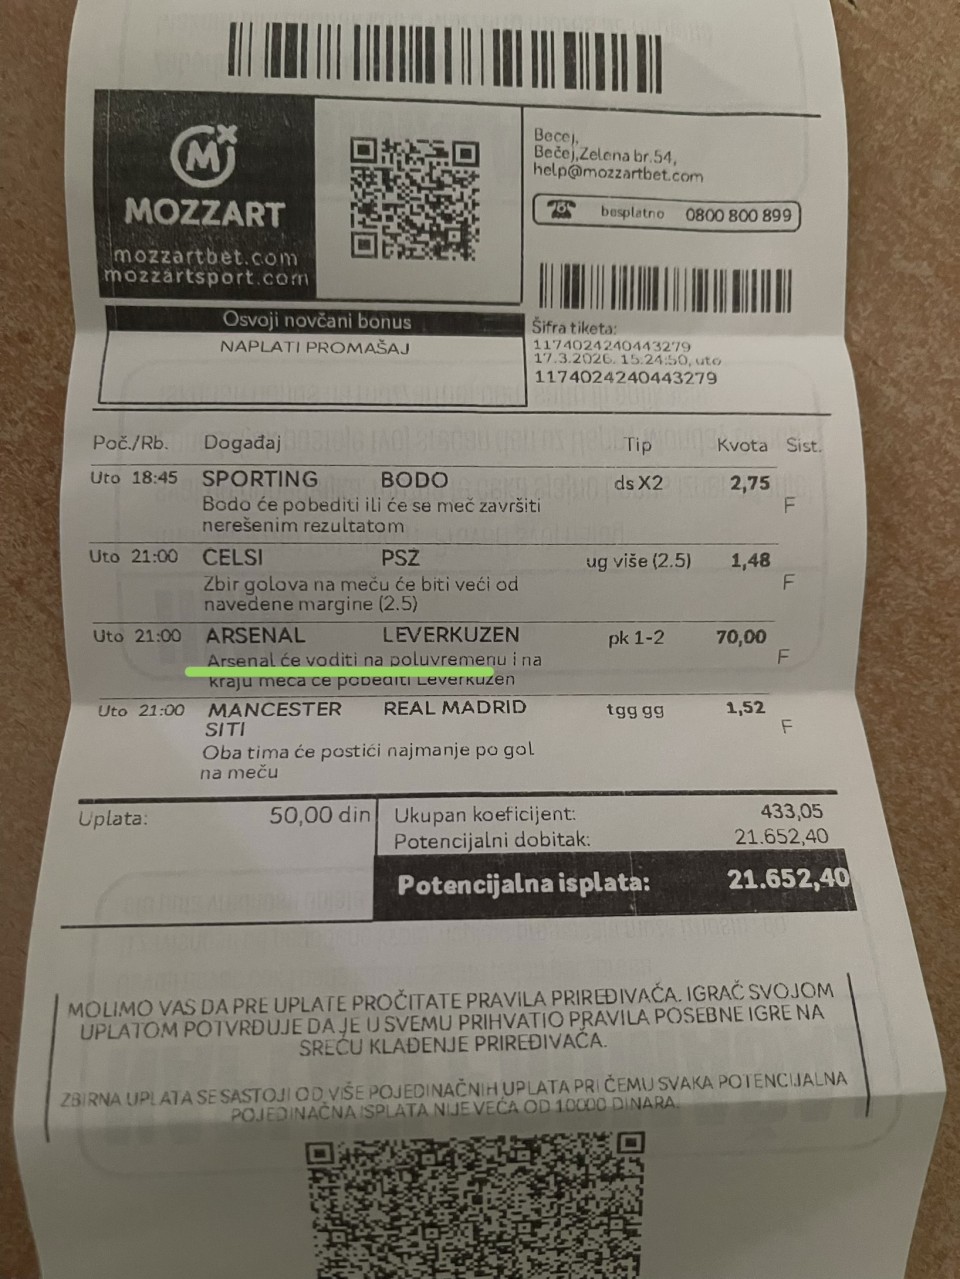 MOZZART
mozzartbet.com
mozzartsport.com
Becej,
Bečej,Zelena br.54,
help@mozzartbet.com
besplatno 0800 800 899
Osvoji novčani bonus
NAPLATI PROMAŠAJ
Šifra tiketa:
1174024240443279
17.3.2026. 15:24:50, uto
1174024240443279
Poč./Rb. Događaj Tip Kvota Sist.
Uto 18:45 SPORTING BODO ds X2 2,75 F
Bodo će pobediti ili će se meč završiti
nerešenim rezultatom
Uto 21:00 ČELSI PSŽ ug više (2.5) 1,48 F
Zbir golova na meču će biti veći od
navedene margine (2.5)
Uto 21:00 ARSENAL LEVERKUZEN pk 1-2 70,00 F
Arsenal će voditi na poluvremenu i na
kraju meča će pobediti Leverkuzen
Uto 21:00 MANČESTER REAL MADRID tgg gg 1,52 F
SITI
Oba tima će postići najmanje po gol
na meču
Uplata: 50,00 din
Ukupan koeficijent: 433,05
Potencijalni dobitak: 21.652,40
Potencijalna isplata: 21.652,40
MOLIMO VAS DA PRE UPLATE PROČITATE PRAVILA PRIREĐIVAČA. IGRAČ SVOJOM
UPLATOM POTVRĐUJE DA JE U SVEMU PRIHVATIO PRAVILA POSEBNE IGRE NA
SREĆU KLAĐENJE PRIREĐIVAČA.
ZBIRNA UPLATA SE SASTOJI OD VIŠE POJEDINAČNIH UPLATA PRI ČEMU SVAKA POTENCIJALNA
POJEDINAČNA ISPLATA NIJE VEĆA OD 10000 DINARA.